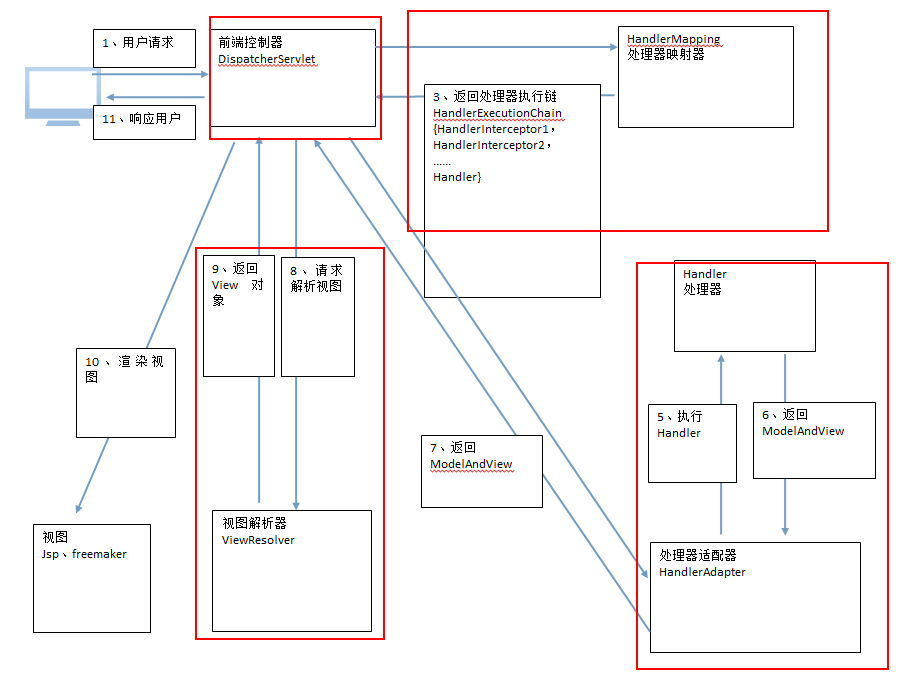 1、用户请求
11、响应用户
前端控制器
DispatcherServlet
HandlerMapping
处理器映射器
3、返回处理器执行链
HandlerExecutionChain
{HandlerInterceptor1，
HandlerInterceptor2，
......
Handler}
9、返回
View 对
象
8、请求
解析视图
10、渲染视
图
视图
Jsp、freemaker
视图解析器
ViewResolver
7、返回
ModelAndView
Handler
处理器
5、执行
Handler
6、返回
ModelAndView
处理器适配器
HandlerAdapter